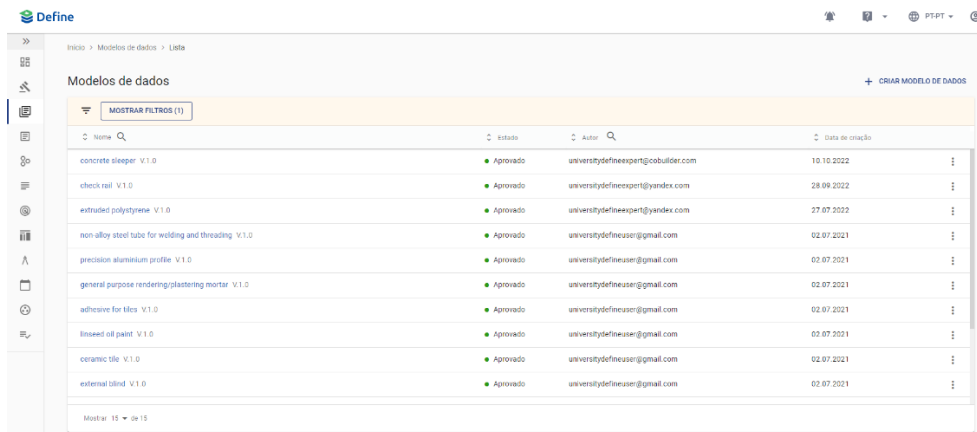 Define
PT-PT
Início > Modelos de dados > Lista
Modelos de dados
+ CRIAR MODELO DE DADOS
MOSTRAR FILTROS (1)
Nome Estado Autor Data de criação
concrete sleeper V.1.0 Aprovado universitydefineexpert@cobuilder.com 10.10.2022
check rail V.1.0 Aprovado universitydefineexpert@yandex.com 28.09.2022
extruded polystyrene V.1.0 Aprovado universitydefineexpert@yandex.com 27.07.2022
non-alloy steel tube for welding and threading V.1.0 Aprovado universitydefineuser@gmail.com 02.07.2021
precision aluminium profile V.1.0 Aprovado universitydefineuser@gmail.com 02.07.2021
general purpose rendering/plastering mortar V.1.0 Aprovado universitydefineuser@gmail.com 02.07.2021
adhesive for tiles V.1.0 Aprovado universitydefineuser@gmail.com 02.07.2021
linseed oil paint V.1.0 Aprovado universitydefineuser@gmail.com 02.07.2021
ceramic tile V.1.0 Aprovado universitydefineuser@gmail.com 02.07.2021
external blind V.1.0 Aprovado universitydefineuser@gmail.com 02.07.2021
Mostrar 15 de 15